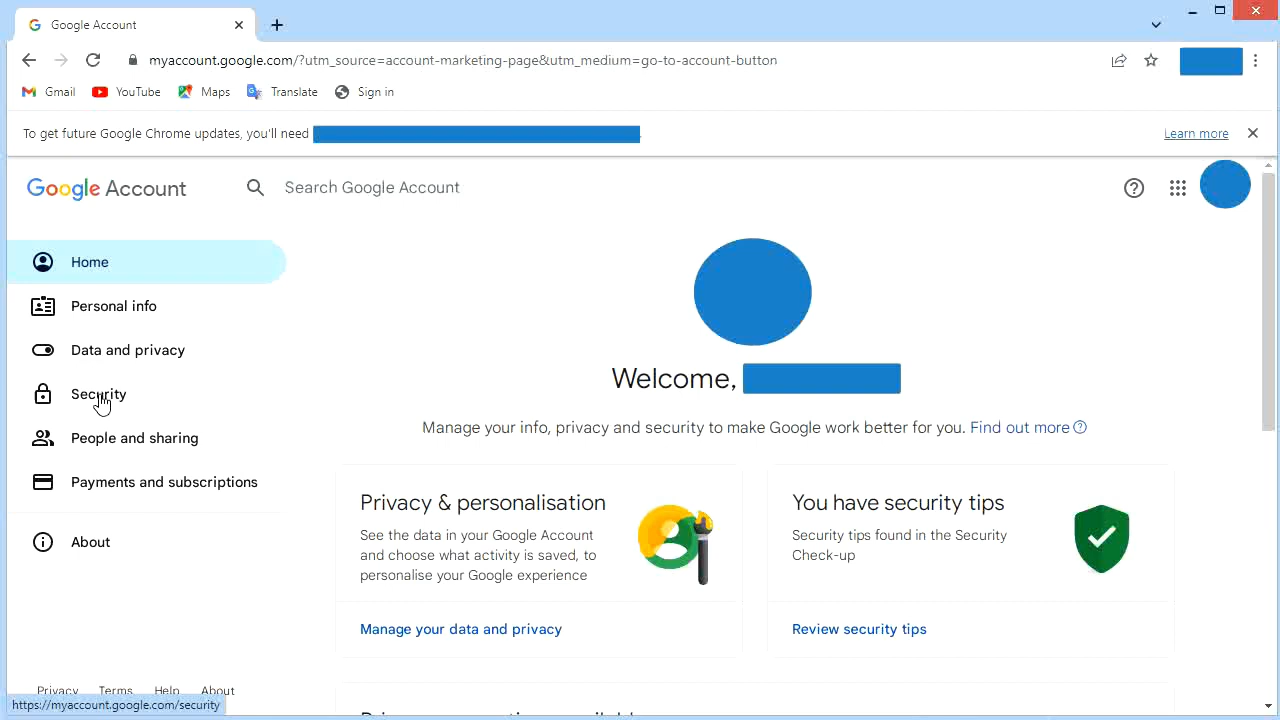 Google Account
myaccount.google.com/?utm_source=account-marketing-page&utm_medium=go-to-account-button
Gmail YouTube Maps Translate Sign in
To get future Google Chrome updates, you'll need
Learn more
Google Account
Search Google Account
Home
Personal info
Data and privacy
Security
People and sharing
Payments and subscriptions
About
Welcome,
Manage your info, privacy and security to make Google work better for you. Find out more
Privacy & personalisation
See the data in your Google Account
and choose what activity is saved, to
personalise your Google experience
Manage your data and privacy
You have security tips
Security tips found in the Security
Check-up
Review security tips
Privacy Terms Help About
https://myaccount.google.com/security